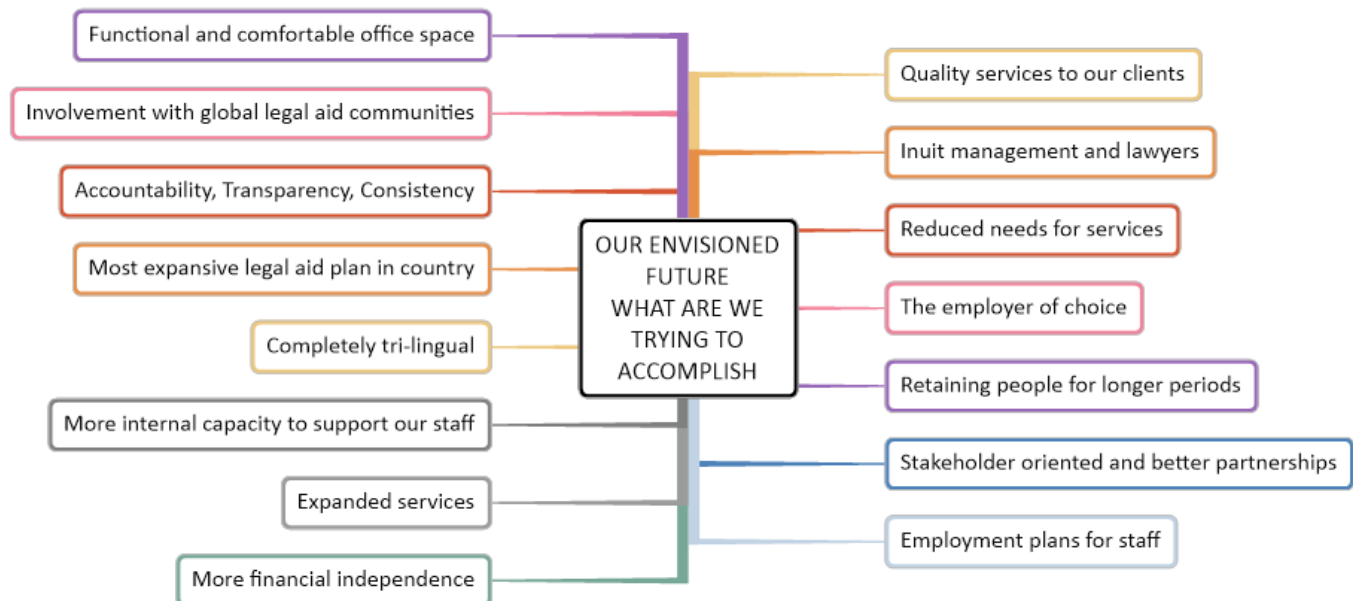 Functional and comfortable office space
Involvement with global legal aid communities
Accountability, Transparency, Consistency
Most expansive legal aid plan in country
Completely tri-lingual
More internal capacity to support our staff
Expanded services
More financial independence
OUR ENVISIONED
FUTURE
WHAT ARE WE
TRYING TO
ACCOMPLISH
Quality services to our clients
Inuit management and lawyers
Reduced needs for services
The employer of choice
Retaining people for longer periods
Stakeholder oriented and better partnerships
Employment plans for staff